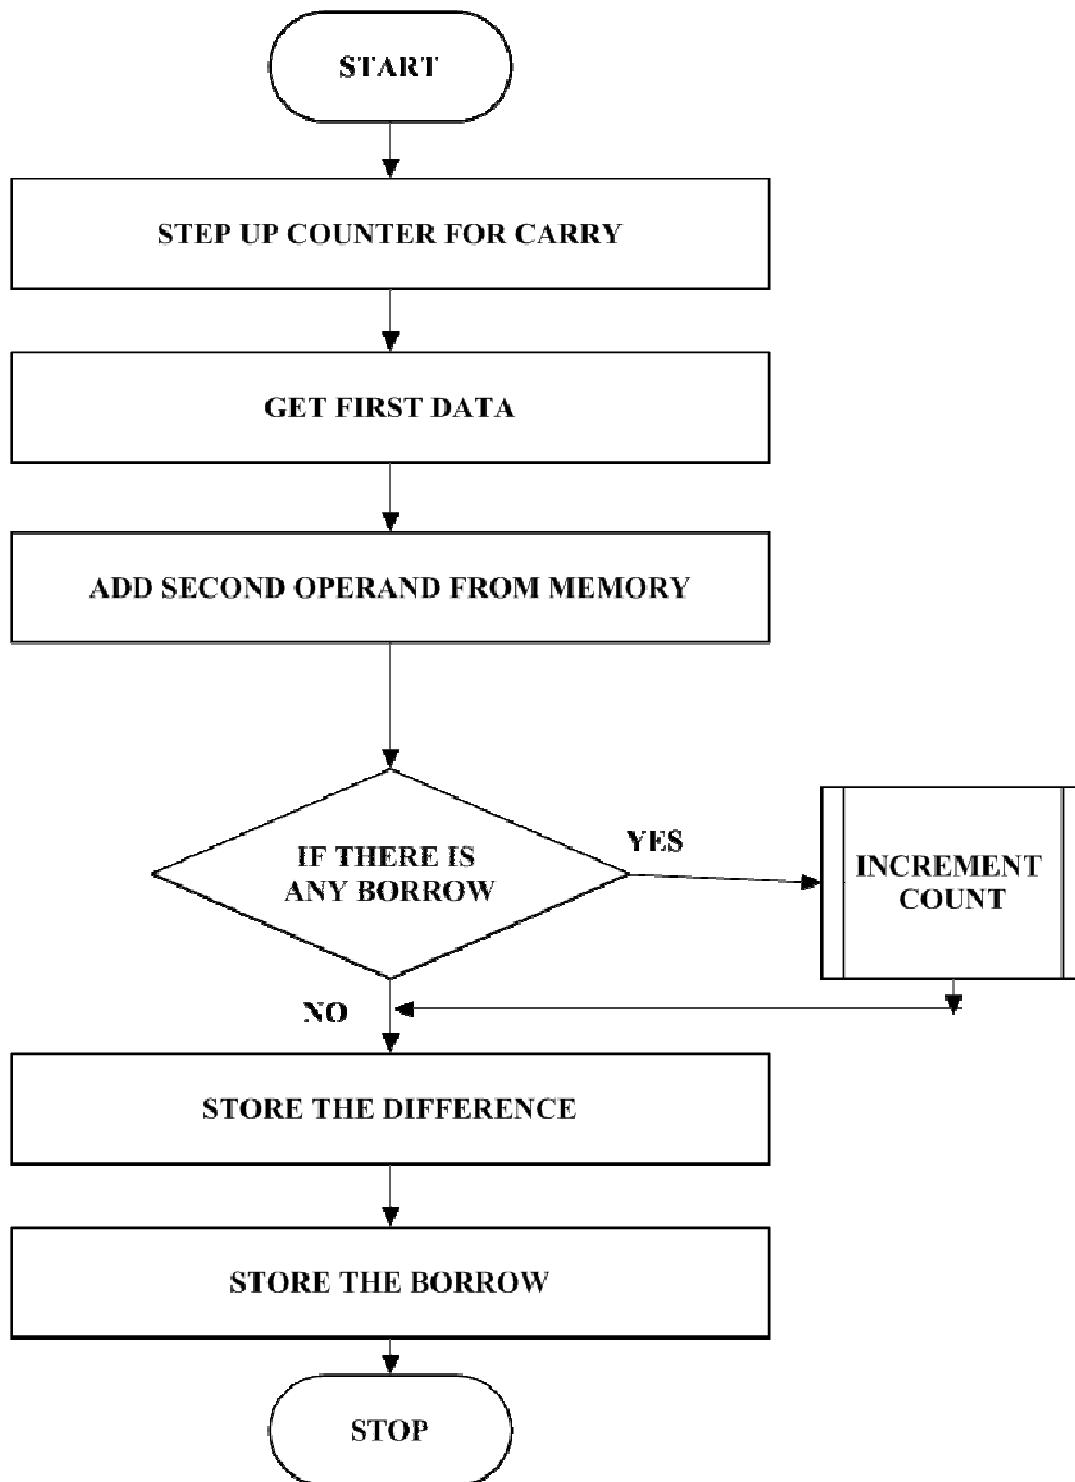 START
STEP UP COUNTER FOR CARRY
GET FIRST DATA
ADD SECOND OPERAND FROM MEMORY
IF THERE IS
ANY BORROW
YES
INCREMENT
COUNT
NO
STORE THE DIFFERENCE
STORE THE BORROW
STOP